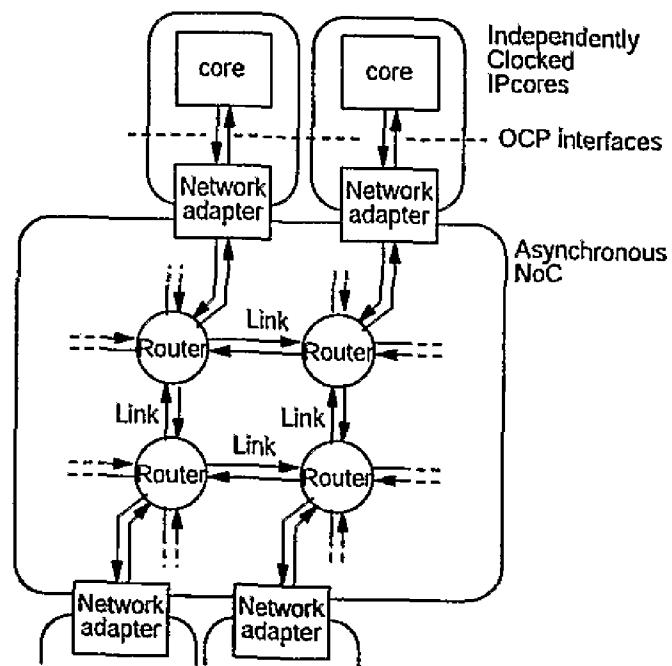 core
core
Independently
Clocked
IPcores
OCP interfaces
Network
adapter
Network
adapter
Asynchronous
NoC
Link
Router
Router
Link
Link
Link
Router
Router
Network
adapter
Network
adapter